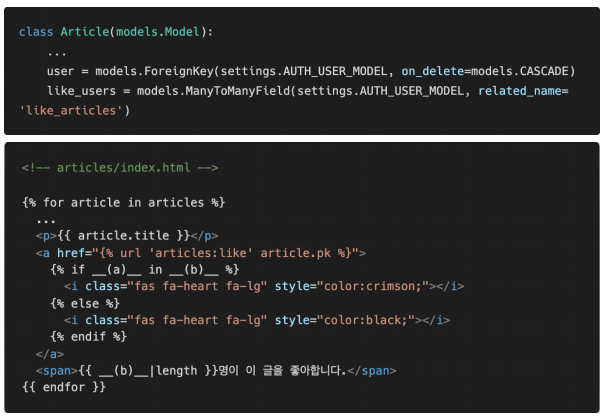 class Article(models.Model):
...
user = models.ForeignKey(settings.AUTH_USER_MODEL, on_delete=models.CASCADE)
like_users = models.ManyToManyField(settings.AUTH_USER_MODEL, related_name=
'like_articles')
<!-- articles/index.html -->
{% for article in articles %}
...
<p>{{ article.title }}</p>
<a href="{% url 'articles:like' article.pk %}">
{% if __(a)__ in __(b)__ %}
<i class="fas fa-heart fa-lg" style="color:crimson;"></i>
{% else %}
<i class="fas fa-heart fa-lg" style="color:black;"></i>
{% endif %}
</a>
<span>{{ __(b)__|length }}명이 이 글을 좋아합니다.</span>
{{ endfor }}